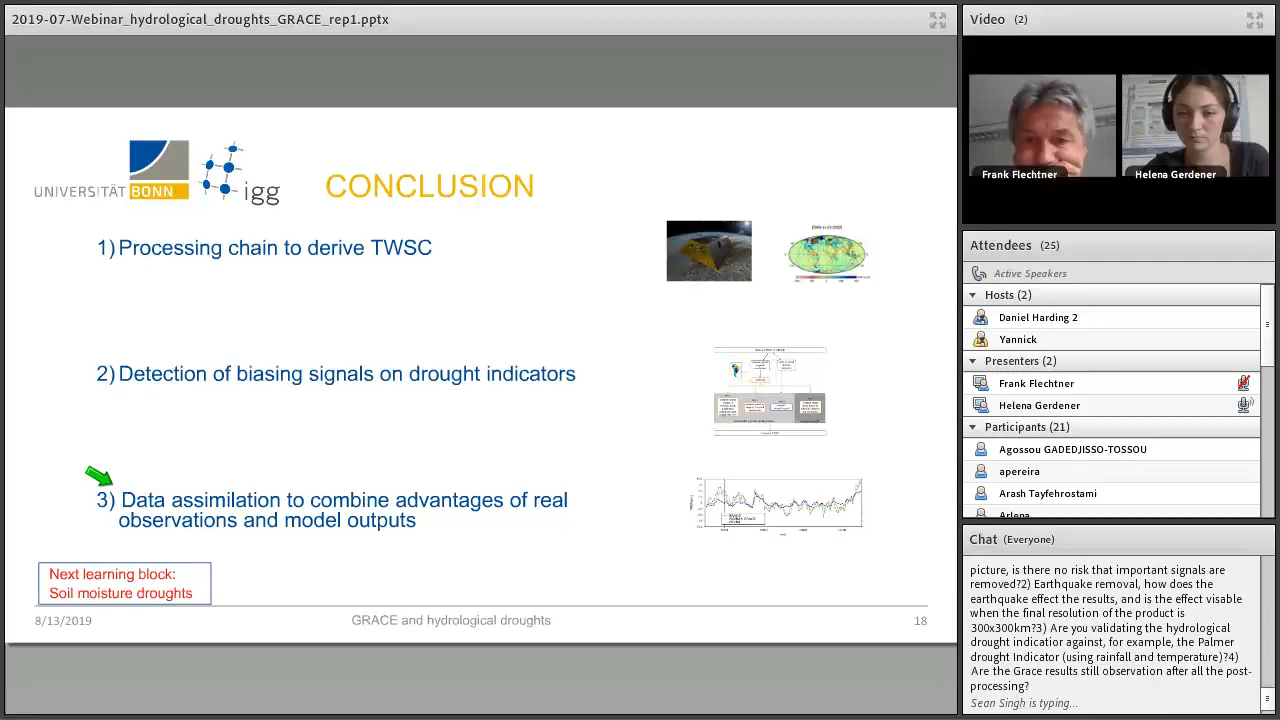 2019-07-Webinar_hydrological_droughts_GRACE_rep1.pptx
UNIVERSITÄT BONN
igg
CONCLUSION
1) Processing chain to derive TWSC
2) Detection of biasing signals on drought indicators
3) Data assimilation to combine advantages of real
observations and model outputs
Next learning block:
Soil moisture droughts
8/13/2019
GRACE and hydrological droughts
18
Video (2)
Frank Flechtner
Helena Gerdener
Attendees (25)
Active Speakers
Hosts (2)
Daniel Harding 2
Yannick
Presenters (2)
Frank Flechtner
Helena Gerdener
Participants (21)
Agossou GADEDJISSO-TOSSOU
apereira
Arash Tayfehrostami
Arlena
Chat (Everyone)
picture, is there no risk that important signals are
removed?2) Earthquake removal, how does the
earthquake effect the results, and is the effect visable
when the final resolution of the product is
300x300km?3) Are you validating the hydrological
drought indicatior against, for example, the Palmer
drought Indicator (using rainfall and temperature)?4)
Are the Grace results still observation after all the post-
processing?
Sean Singh is typing...